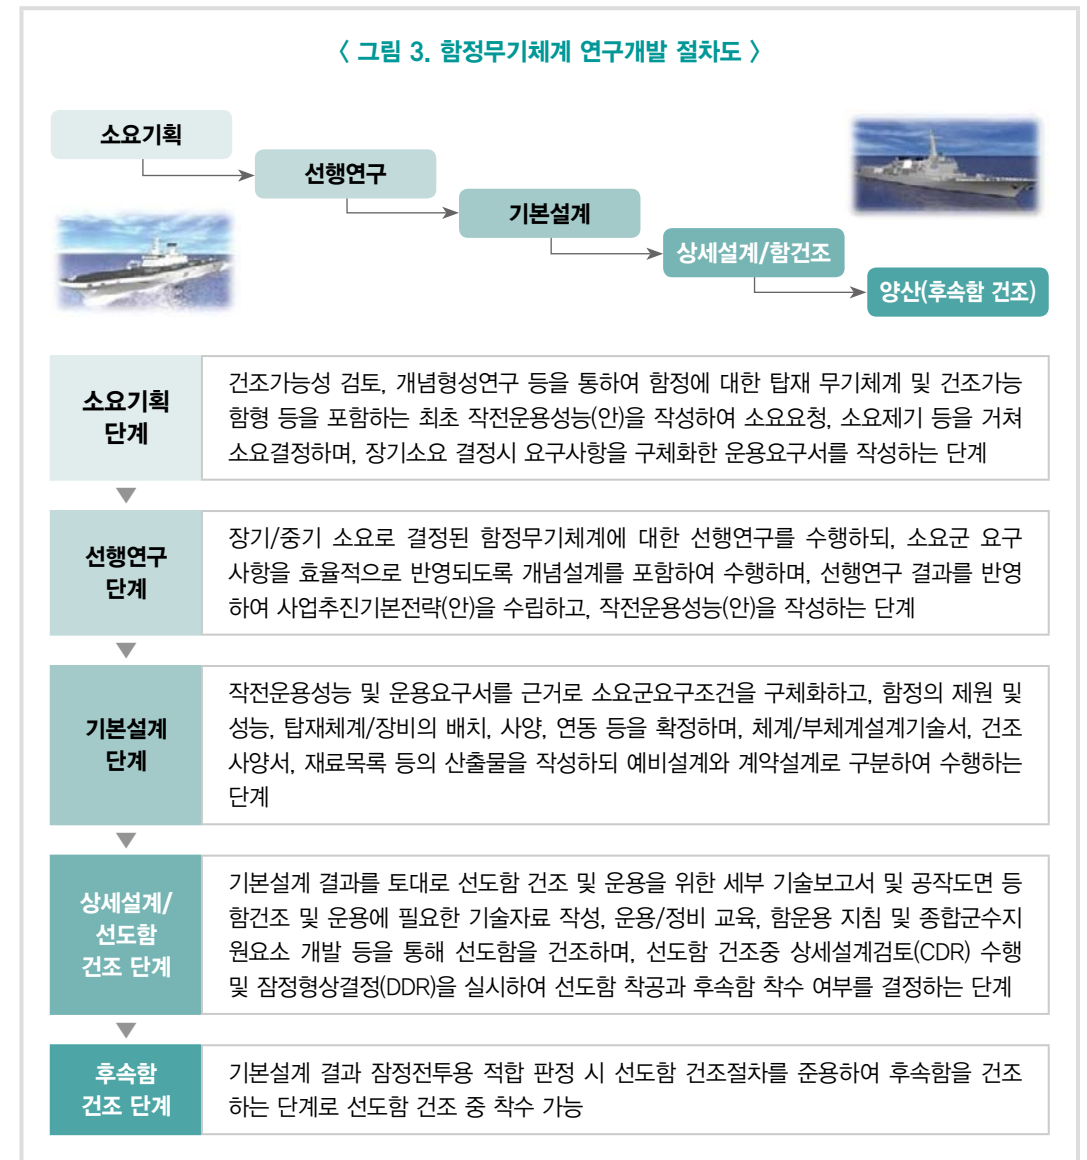 〈 그림 3. 함정무기체계 연구개발 절차도 〉
소요기획
선행연구
기본설계
상세설계/함건조
양산(후속함 건조)
소요기획
단계
건조가능성 검토, 개념형성연구 등을 통하여 함정에 대한 탑재 무기체계 및 건조가능
함형 등을 포함하는 최초 작전운용성능(안)을 작성하여 소요요청, 소요제기 등을 거쳐
소요결정하며, 장기소요 결정시 요구사항을 구체화한 운용요구서를 작성하는 단계
선행연구
단계
장기/중기 소요로 결정된 함정무기체계에 대한 선행연구를 수행하되, 소요군 요구
사항을 효율적으로 반영되도록 개념설계를 포함하여 수행하며, 선행연구 결과를 반영
하여 사업추진기본전략(안)을 수립하고, 작전운용성능(안)을 작성하는 단계
기본설계
단계
작전운용성능 및 운용요구서를 근거로 소요군요구조건을 구체화하고, 함정의 제원 및
성능, 탑재체계/장비의 배치, 사양, 연동 등을 확정하며, 체계/부체계설계기술서, 건조
사양서, 재료목록 등의 산출물을 작성하되 예비설계와 계약설계로 구분하여 수행하는
단계
상세설계/
선도함
건조 단계
기본설계 결과를 토대로 선도함 건조 및 운용을 위한 세부 기술보고서 및 공작도면 등
함건조 및 운용에 필요한 기술자료 작성, 운용/정비 교육, 함운용 지침 및 종합군수지
원요소 개발 등을 통해 선도함을 건조하며, 선도함 건조중 상세설계검토(CDR) 수행
및 잠정형상결정(DDR)을 실시하여 선도함 착공과 후속함 착수 여부를 결정하는 단계
후속함
건조 단계
기본설계 결과 잠정전투용 적합 판정 시 선도함 건조절차를 준용하여 후속함을 건조
하는 단계로 선도함 건조 중 착수 가능